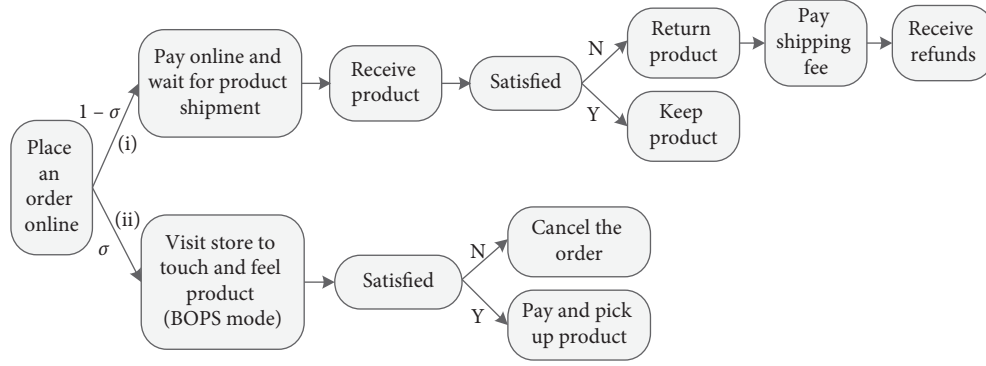 Place
an
order
online
1 – σ
(i)
Pay online and
wait for product
shipment
Receive
product
Satisfied
N
Return
product
Pay
shipping
fee
Receive
refunds
Y
Keep
product
(ii)
σ
Visit store to
touch and feel
product
(BOPS mode)
Satisfied
N
Cancel the
order
Y
Pay and pick
up product